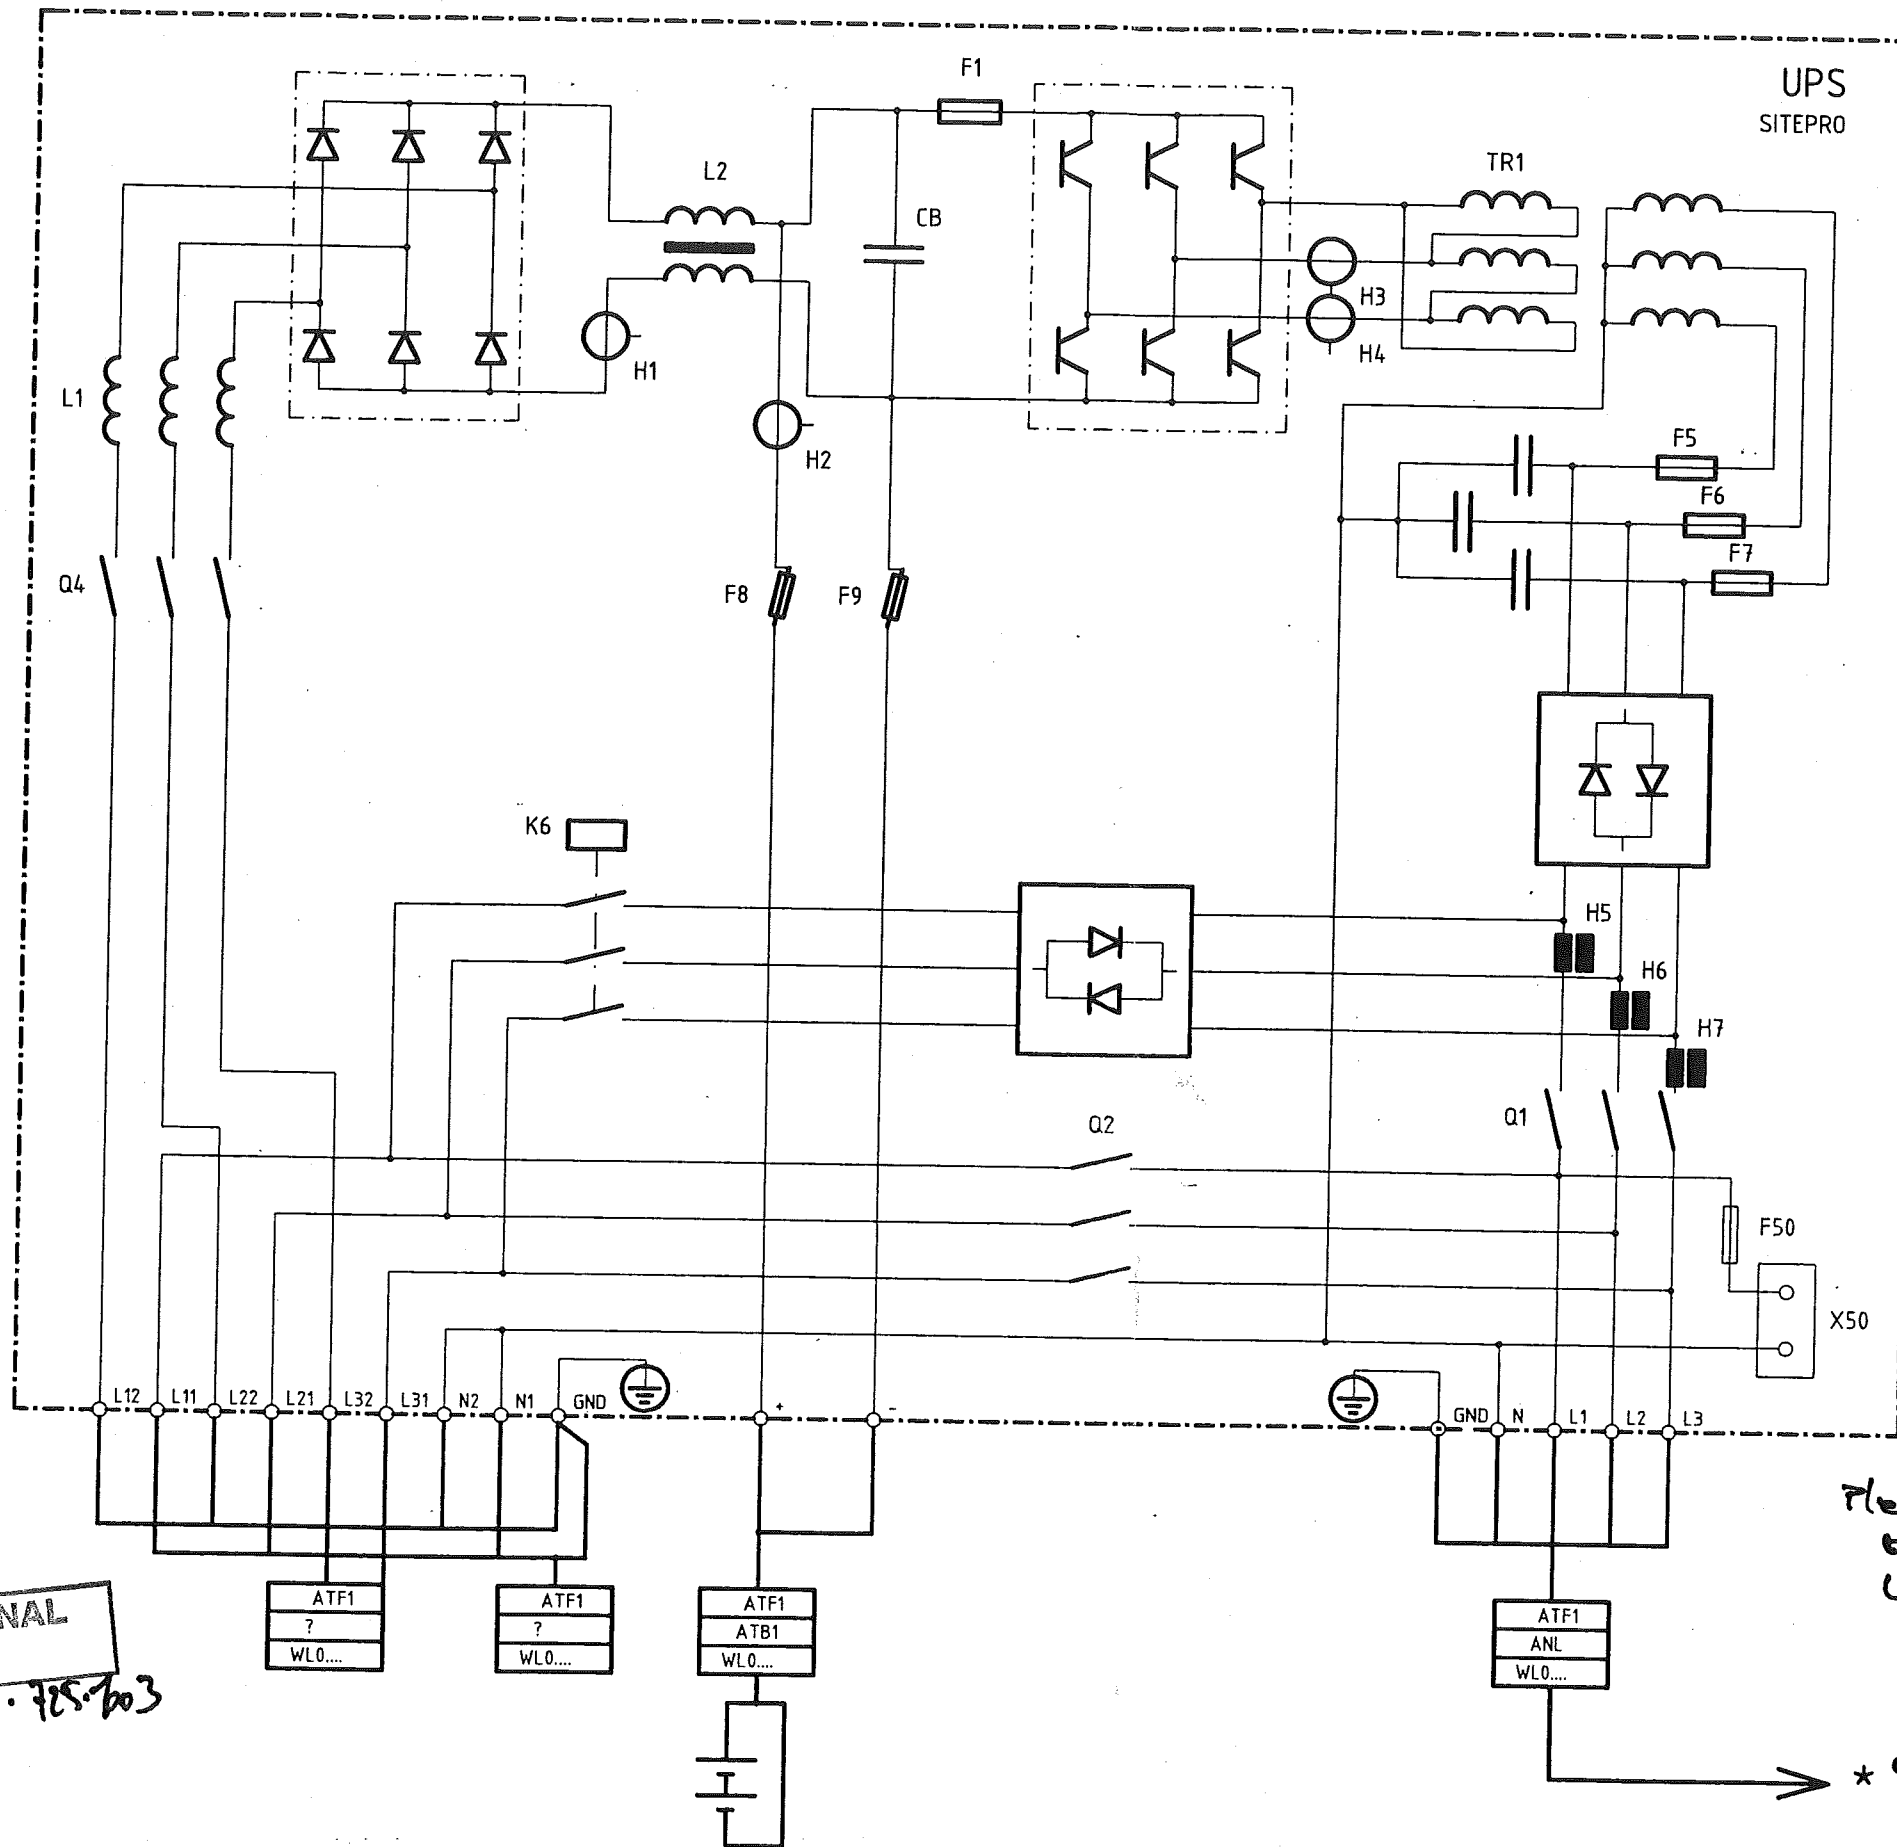 UPS
SITEPRO
F1
L2
CB
TR1
H3
H4
H1
L1
H2
F5
F6
F7
Q4
F8
F9
K6
H5
H6
H7
Q1
Q2
F50
X50
L12
L11
L22
L21
L32
L31
N2
N1
GND
+
-
GND
N
L1
L2
L3
NAL
ATF1
?
WL0....
ATF1
?
WL0....
ATF1
ATB1
WL0....
ATF1
ANL
WL0....
*